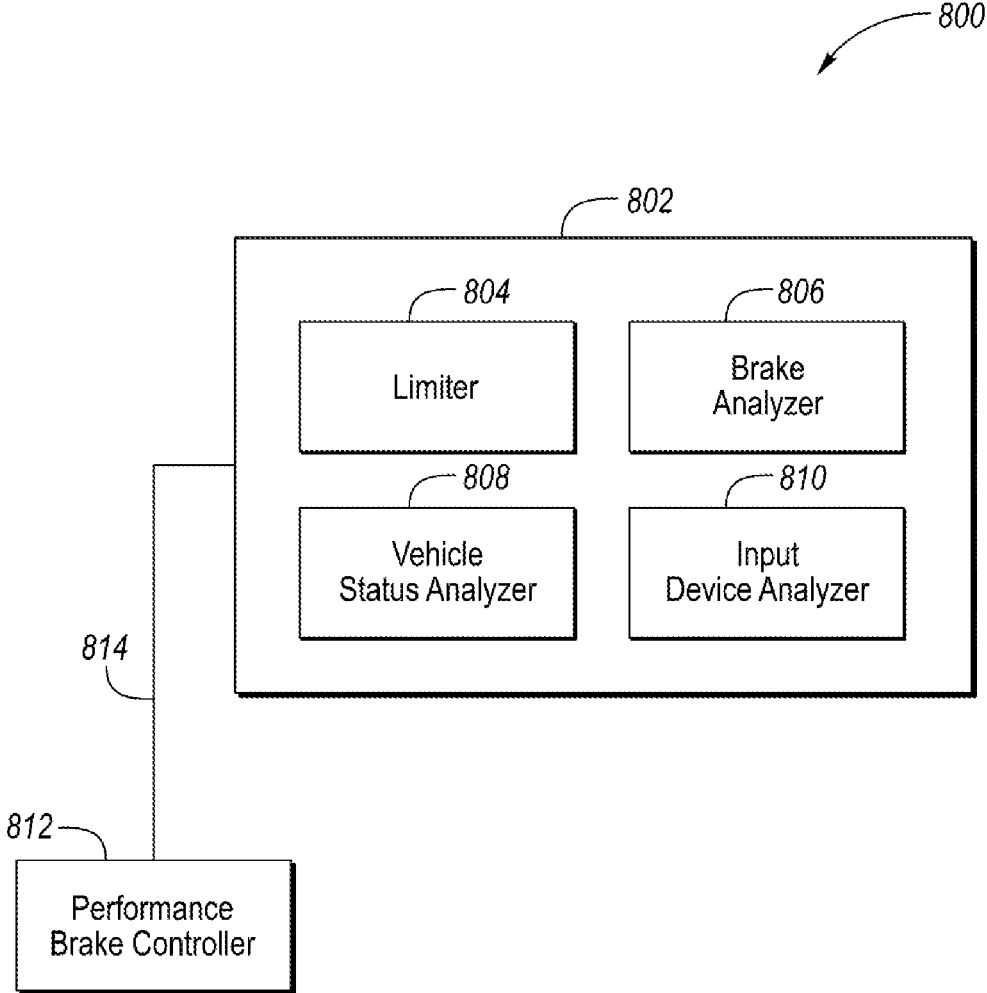 800
802
804
806
Limiter
Brake
Analyzer
808
810
Vehicle
Status Analyzer
Input
Device Analyzer
814
812
Performance
Brake Controller